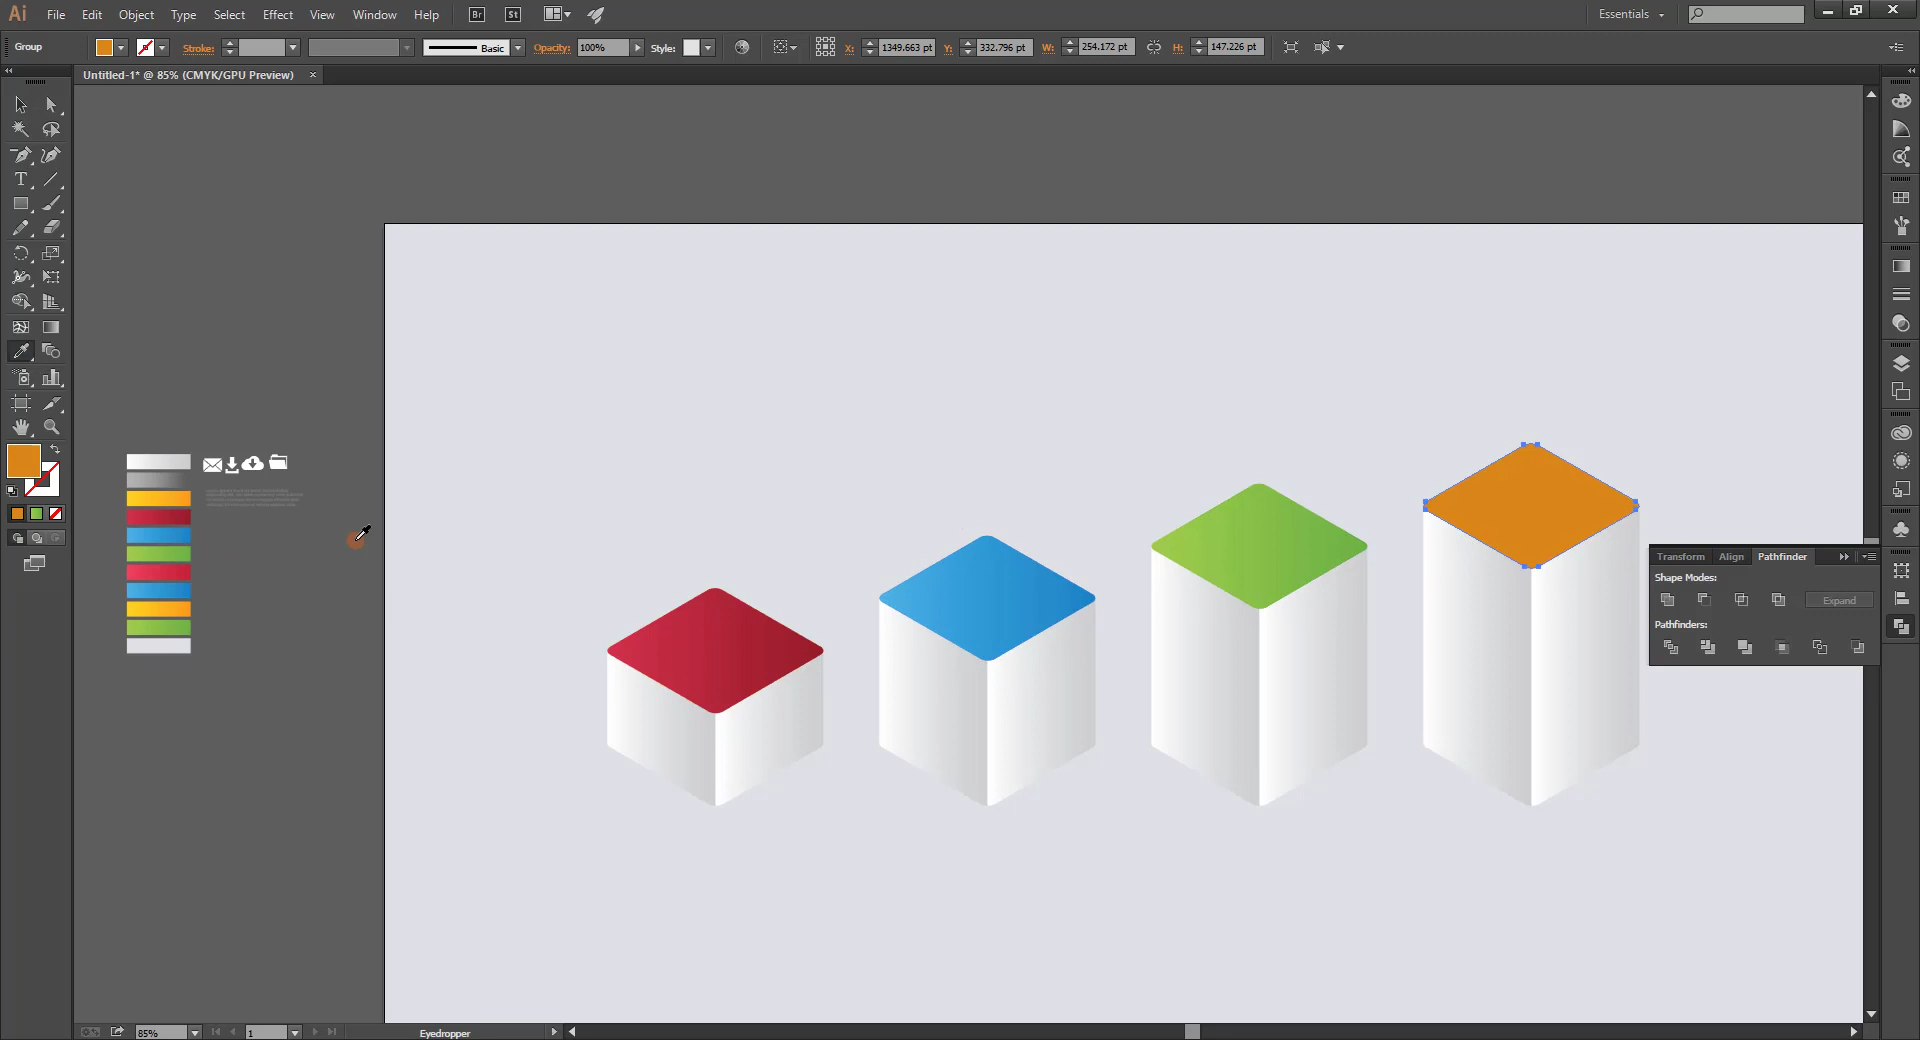 Ai File Edit Object Type Select Effect View Window Help Br St Essentials
Group Stroke: Basic Opacity: 100% Style: X: 1349.663 pt Y: 332.796 pt W: 254.172 pt H: 147.226 pt
Untitled-1* @ 85% (CMYK/GPU Preview)
T
Transform Align Pathfinder
Shape Modes:
Expand
Pathfinders:
85% 1 Eyedropper